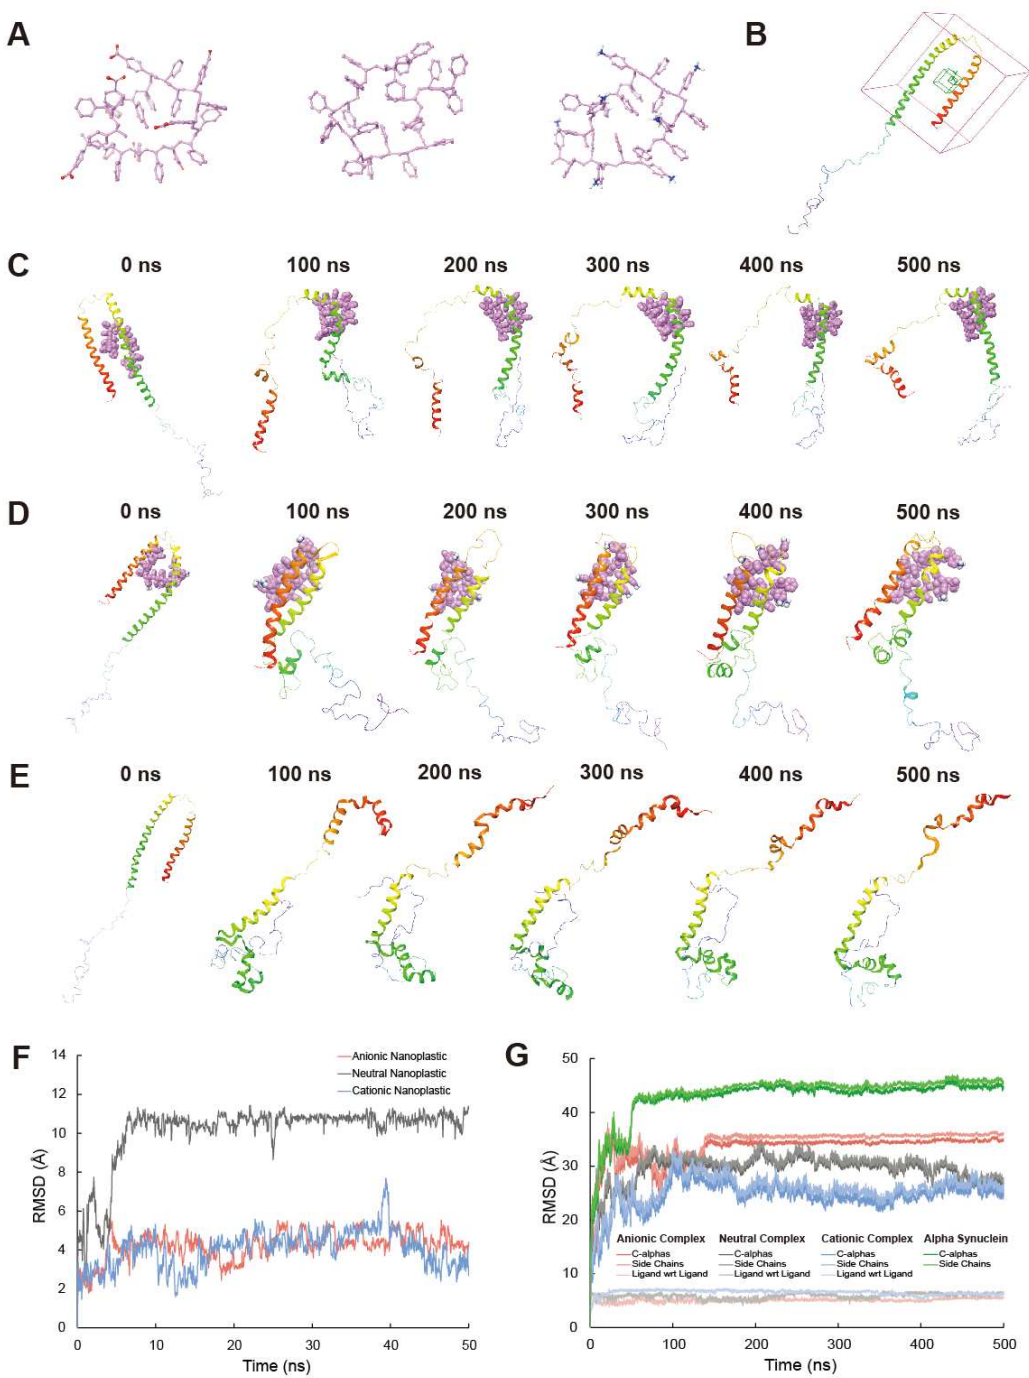 A
B
C
0 ns
100 ns
200 ns
300 ns
400 ns
500 ns
D
0 ns
100 ns
200 ns
300 ns
400 ns
500 ns
E
0 ns
100 ns
200 ns
300 ns
400 ns
500 ns
F
14
12
10
8
6
4
2
0
RMSD (Å)
Anionic Nanoplastic
Neutral Nanoplastic
Cationic Nanoplastic
0
10
20
30
40
50
Time (ns)
G
50
40
30
20
10
0
RMSD (Å)
Anionic Complex
C-alphas
Side Chains
Ligand wrt Ligand
Neutral Complex
C-alphas
Side Chains
Ligand wrt Ligand
Cationic Complex
C-alphas
Side Chains
Ligand wrt Ligand
Alpha Synuclein
C-alphas
Side Chains
0
100
200
300
400
500
Time (ns)